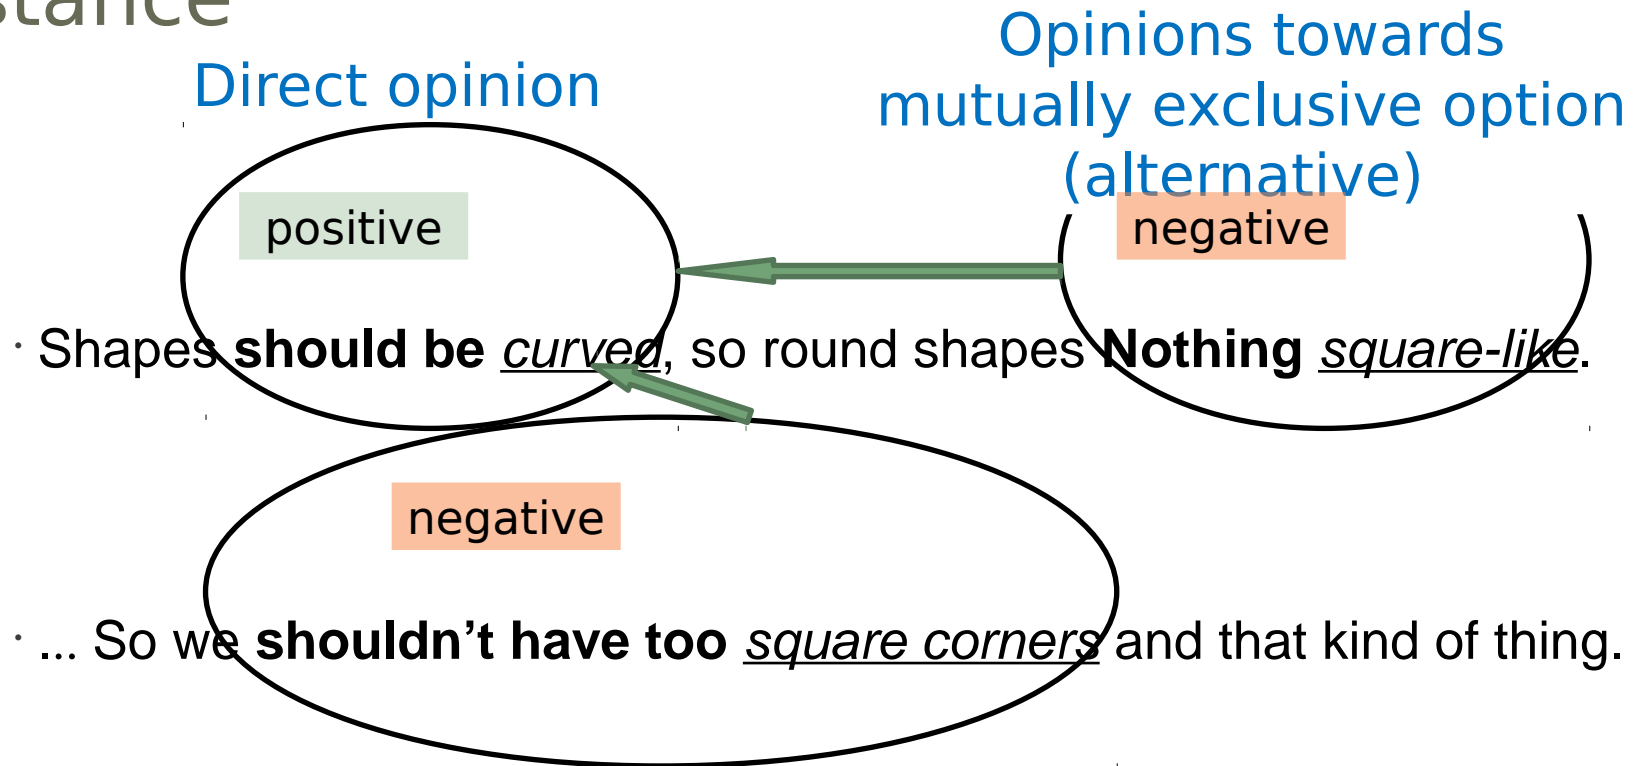 stance
Direct opinion
Opinions towards
mutually exclusive option
(alternative)
positive
negative
· Shapes should be curved, so round shapes Nothing square-like.
negative
· ... So we shouldn’t have too square corners and that kind of thing.